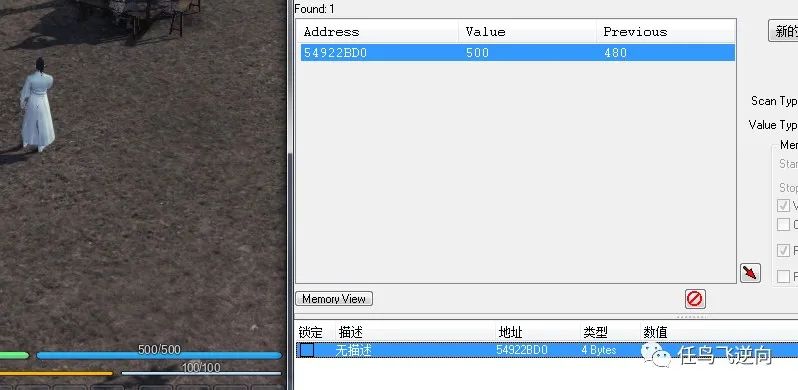 Found: 1
Address Value Previous
54922BD0 500 480
新的
Scan Typ
Value Typ
Mer
Star
Stop
Memory View
锁定 描述 地址 类型 数值
无描述 54922BD0 4 Bytes
任鸟飞逆向
500/500
100/100